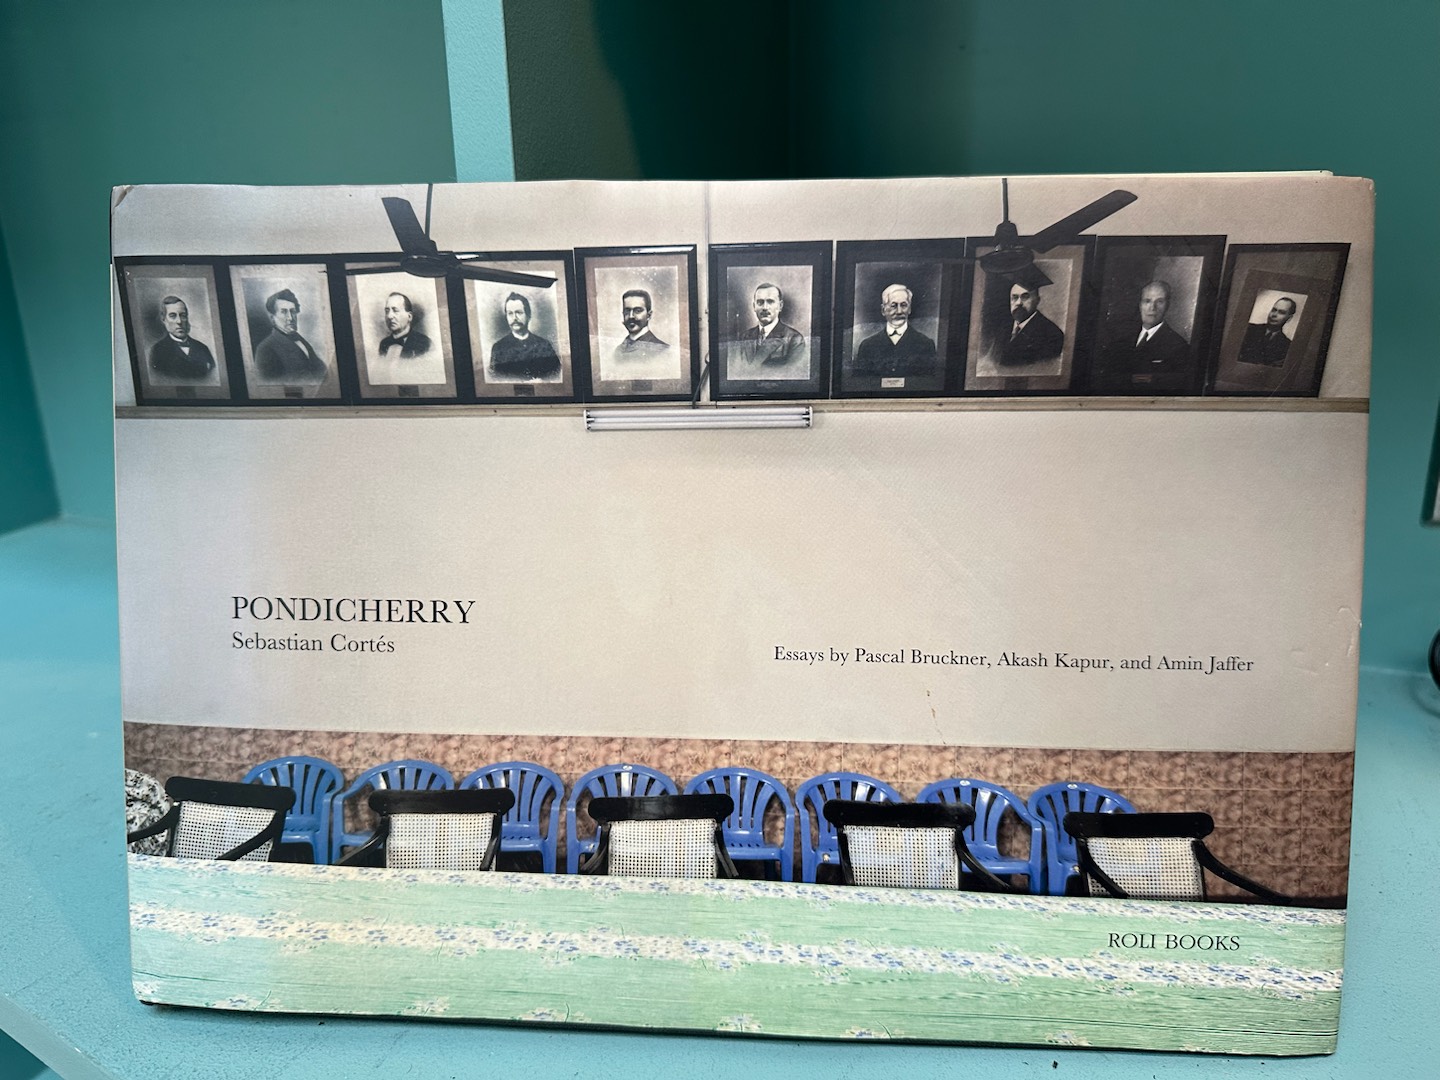 PONDICHERRY
Sebastian Cortés
Essays by Pascal Bruckner, Akash Kapur, and Amin Jaffer
ROLI BOOKS